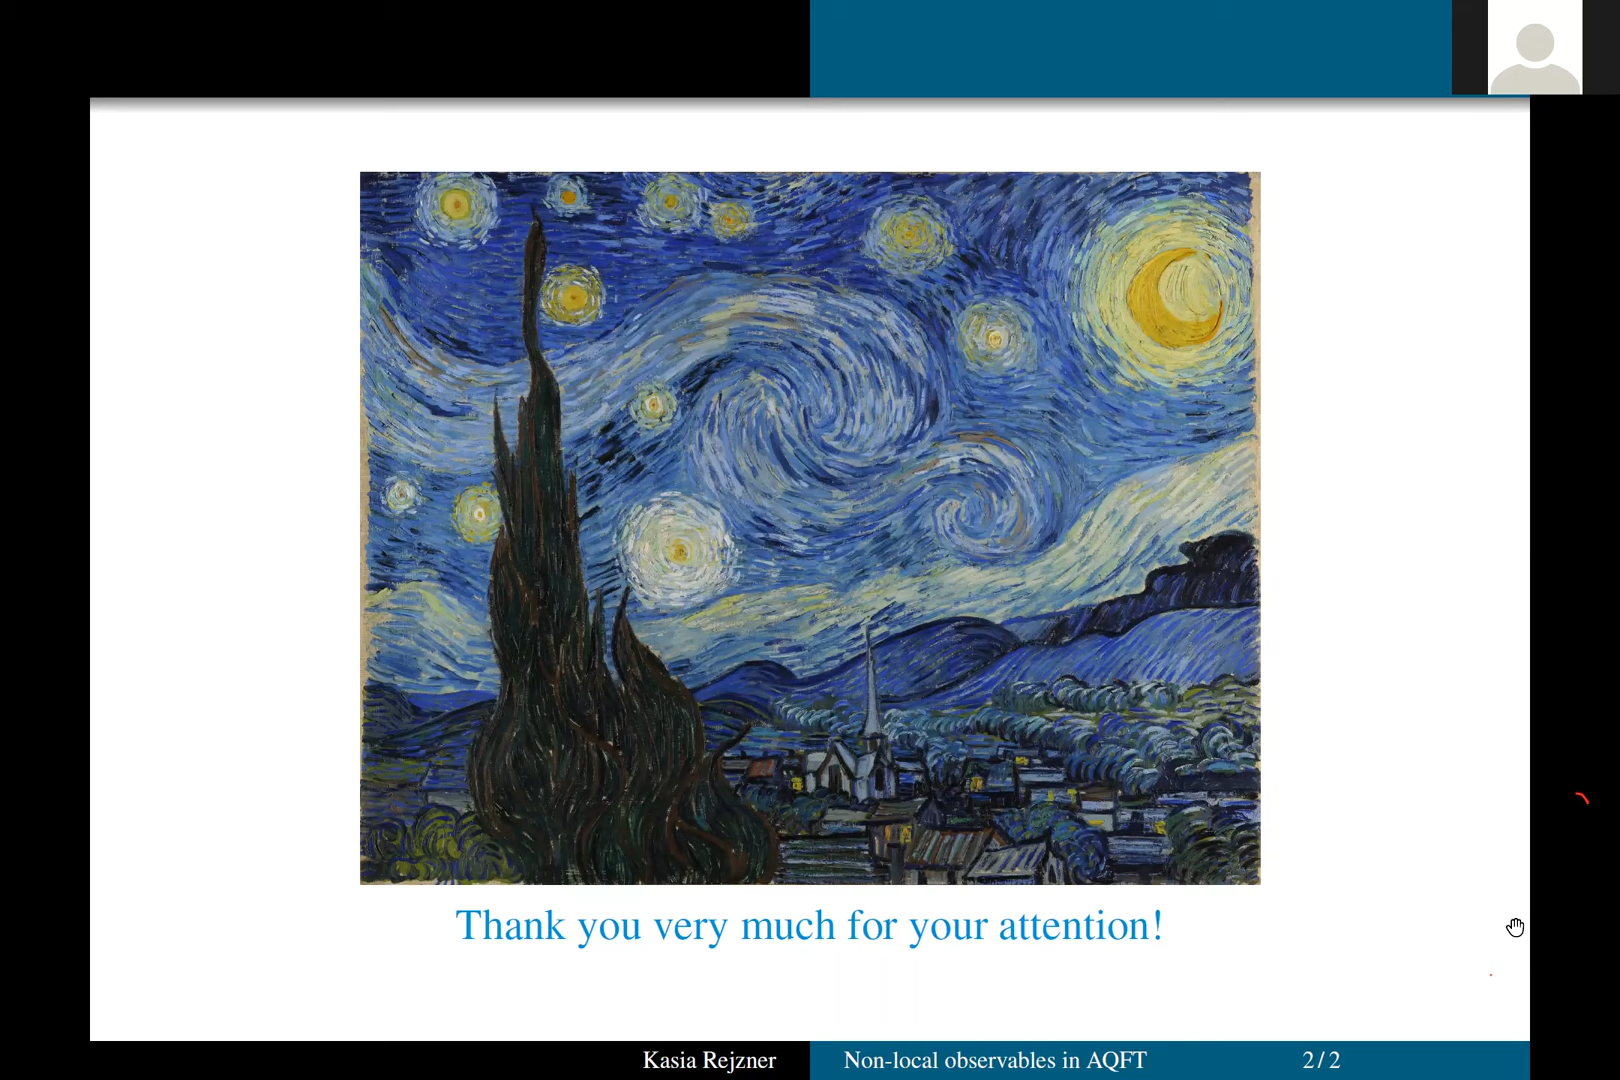 Thank you very much for your attention!
Kasia Rejzner
Non-local observables in AQFT
2/2